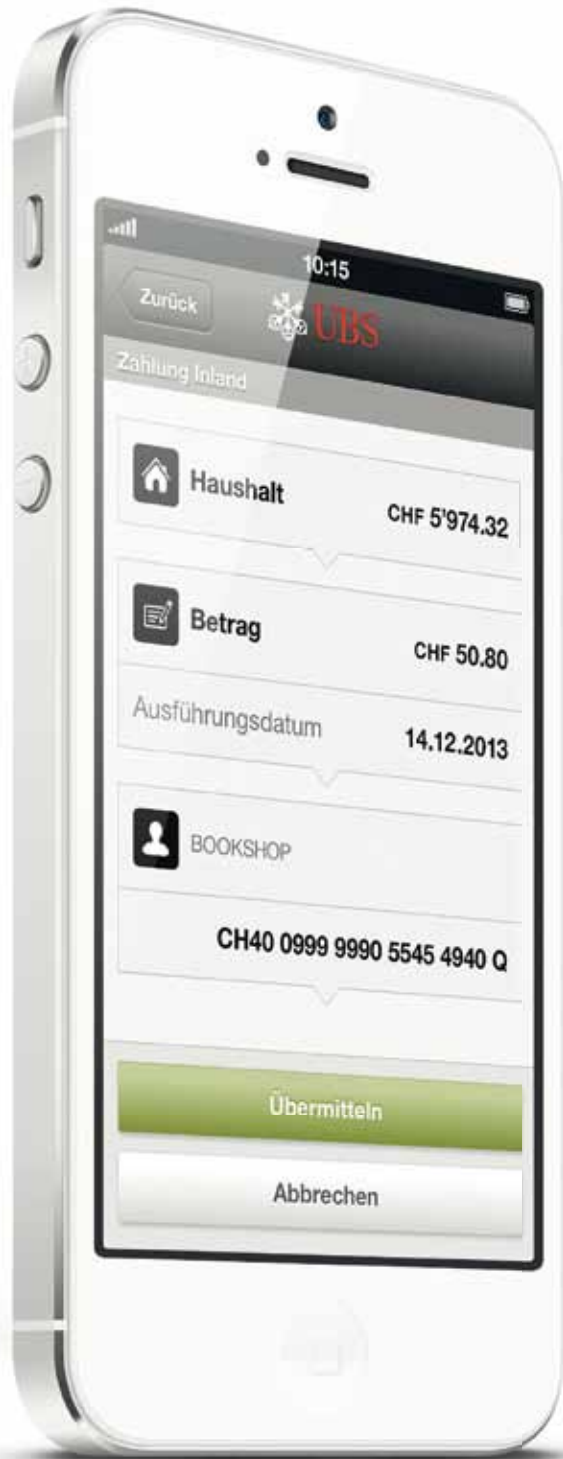 10:15
Zurück
UBS
Zahlung Inland
Haushalt CHF 5'974.32
Betrag CHF 50.80
Ausführungsdatum 14.12.2013
BOOKSHOP
CH40 0999 9990 5545 4940 Q
Übermitteln
Abbrechen